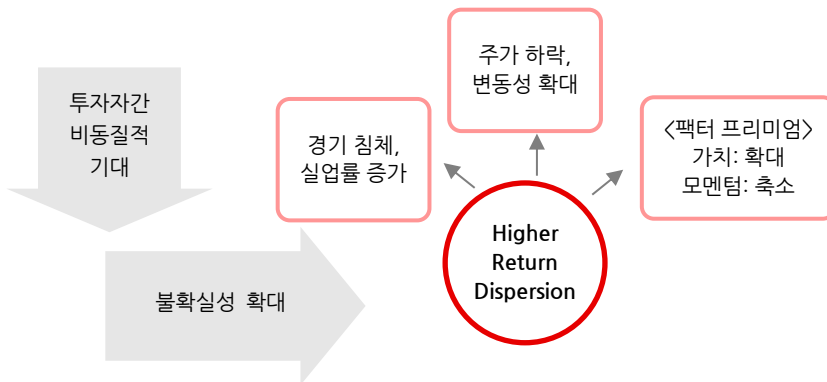 투자자간
비동질적
기대
불확실성 확대
경기 침체,
실업률 증가
주가 하락,
변동성 확대
<팩터 프리미엄>
가치: 확대
모멘텀: 축소
Higher
Return
Dispersion